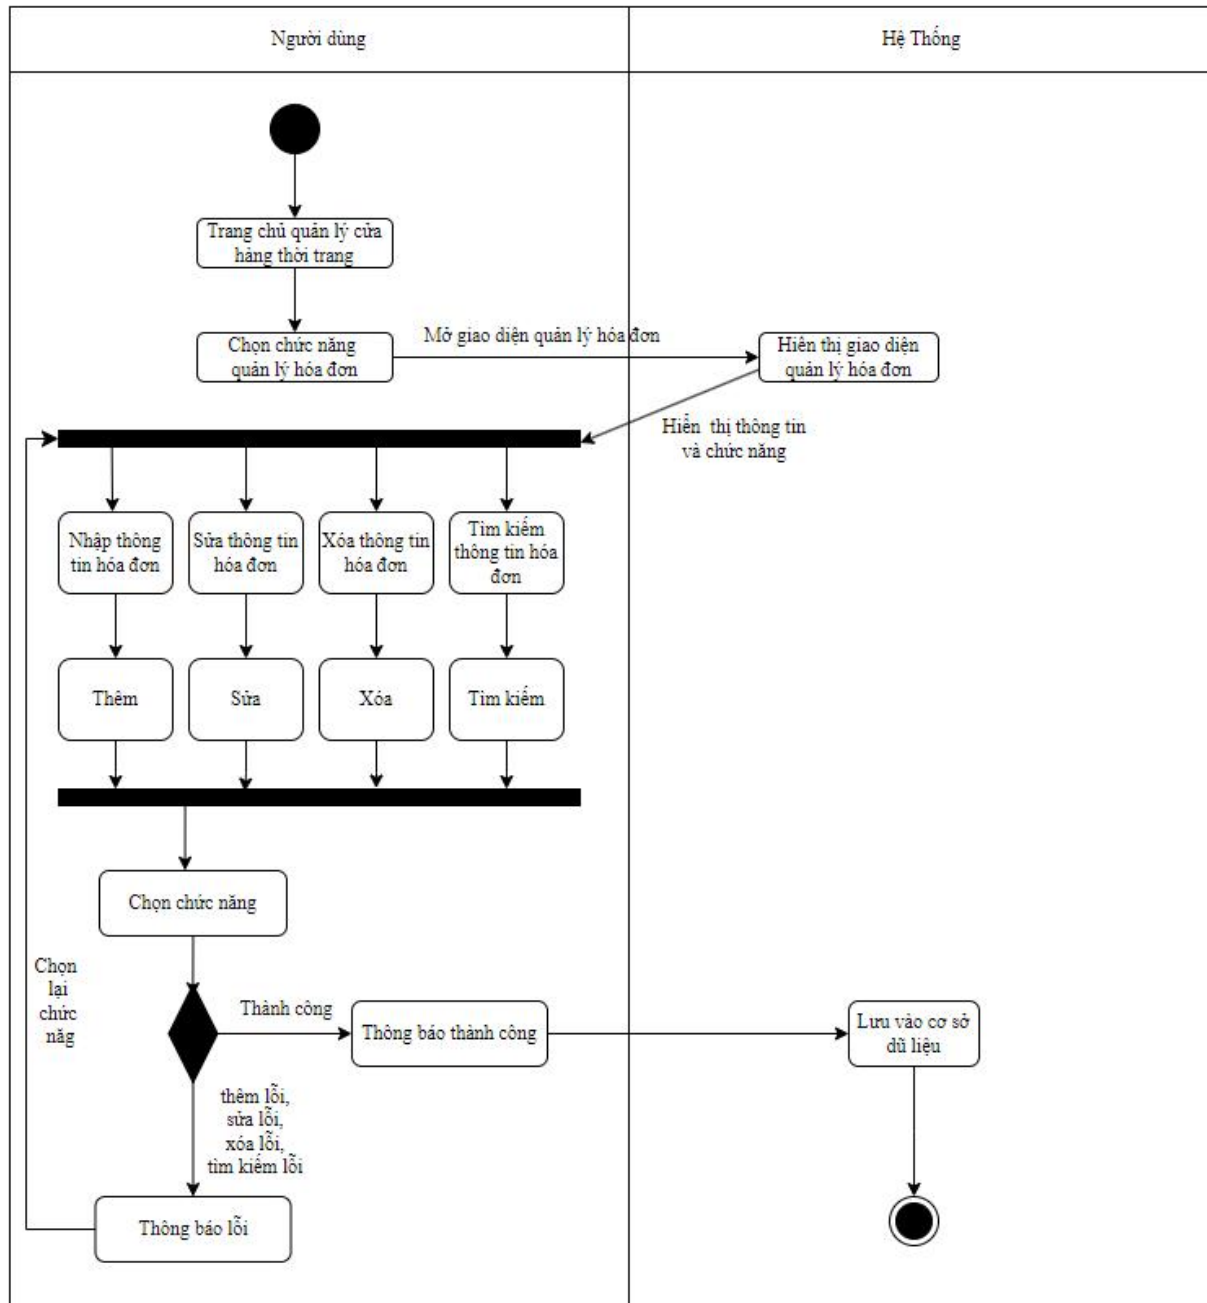 Người dùng
Hệ Thống
Trang chủ quản lý cửa
hàng thời trang
Chọn chức năng
quản lý hóa đơn
Mở giao diện quản lý hóa đơn
Hiên thị giao diện
quản lý hóa đơn
Hiển thị thông tin
và chức năng
Nhập thông
tin hóa đơn
Sửa thông tin
hóa đơn
Xóa thông tin
hóa đơn
Tìm kiếm
thông tin hóa
đơn
Thêm
Sửa
Xóa
Tìm kiếm
Chọn chức năng
Chọn
lại
chức
năg
Thành công
Thông báo thành công
Lưu vào cơ sở
dũ liệu
thêm lỗi,
sửa lỗi,
xóa lỗi,
tìm kiếm lỗi
Thông báo lỗi